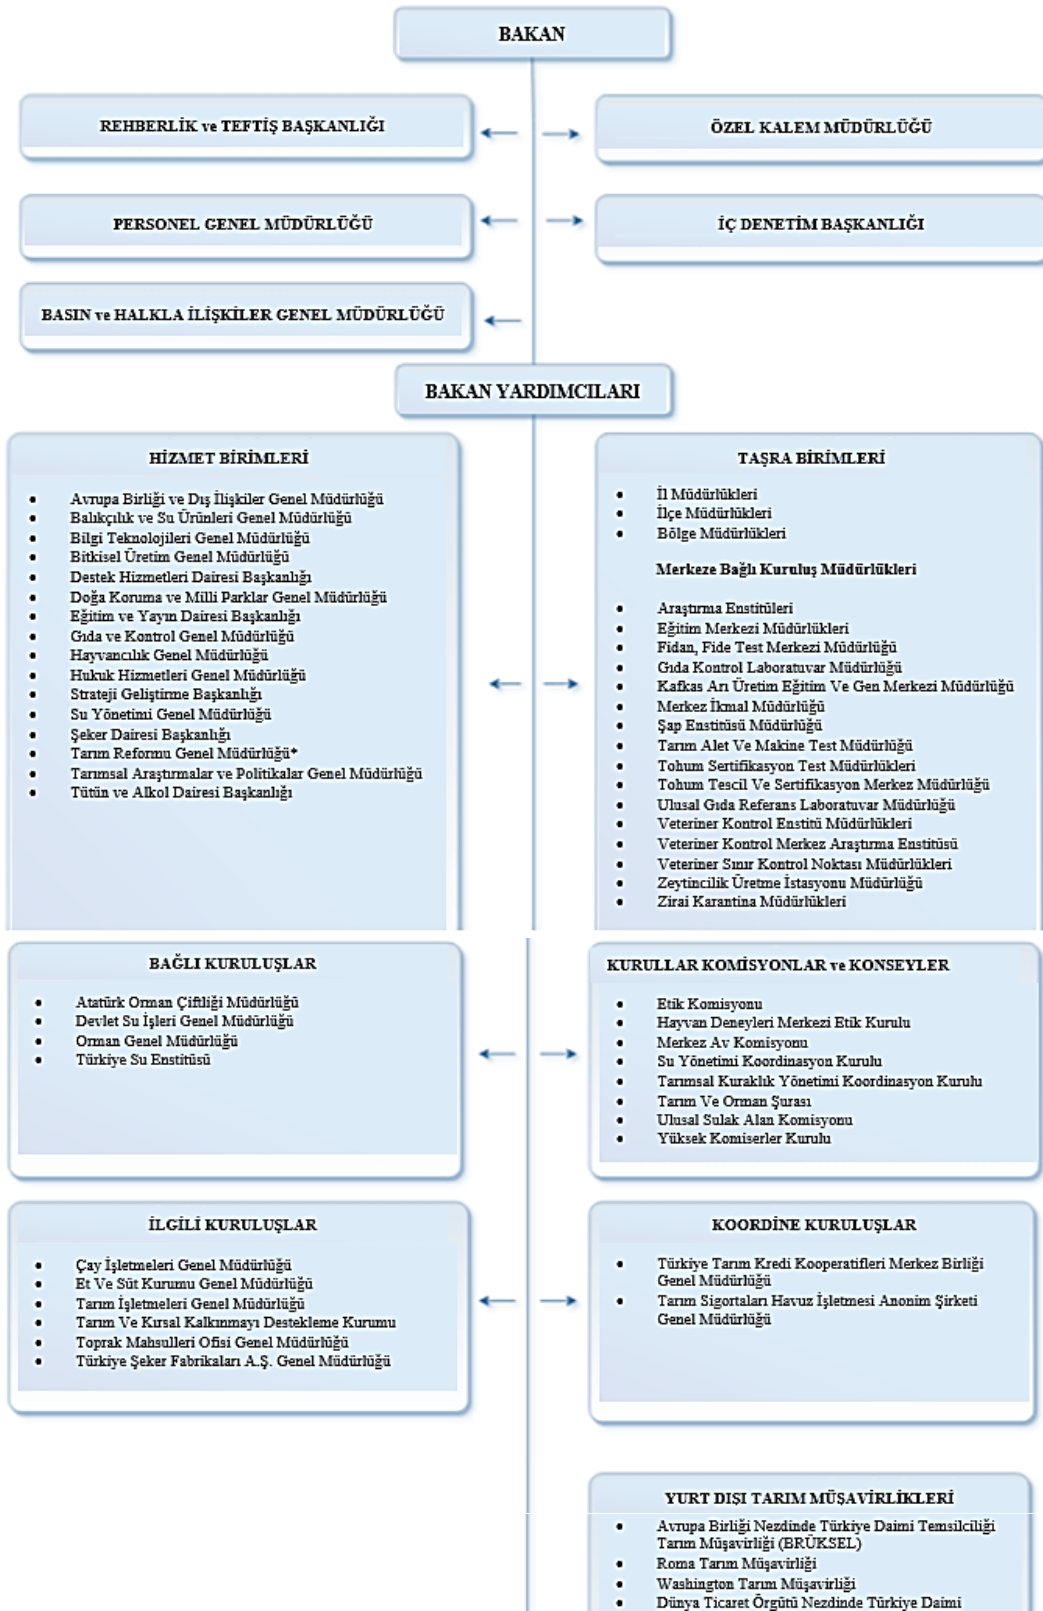 BAKAN
REHBERLİK ve TEFTİŞ BAŞKANLIĞI
ÖZEL KALEM MÜDÜRLÜĞÜ
PERSONEL GENEL MÜDÜRLÜĞÜ
İÇ DENETİM BAŞKANLIĞI
BASIN ve HALKLA İLİŞKİLER GENEL MÜDÜRLÜĞÜ
BAKAN YARDIMCILARI
HİZMET BİRİMLERİ
• Avrupa Birliği ve Dış İlişkiler Genel Müdürlüğü
• Balıkçılık ve Su Ürünleri Genel Müdürlüğü
• Bilgi Teknolojileri Genel Müdürlüğü
• Bitkisel Üretim Genel Müdürlüğü
• Destek Hizmetleri Dairesi Başkanlığı
• Doğa Koruma ve Milli Parklar Genel Müdürlüğü
• Eğitim ve Yayın Dairesi Başkanlığı
• Gıda ve Kontrol Genel Müdürlüğü
• Hayvancılık Genel Müdürlüğü
• Hukuk Hizmetleri Genel Müdürlüğü
• Strateji Geliştirme Başkanlığı
• Su Yönetimi Genel Müdürlüğü
• Şeker Dairesi Başkanlığı
• Tarım Reformu Genel Müdürlüğü*
• Tarımsal Araştırmalar ve Politikalar Genel Müdürlüğü
• Tütün ve Alkol Dairesi Başkanlığı
TAŞRA BİRİMLERİ
• İl Müdürlükleri
• İlçe Müdürlükleri
• Bölge Müdürlükleri
Merkeze Bağlı Kuruluş Müdürlükleri
• Araştırma Enstitüleri
• Eğitim Merkezi Müdürlükleri
• Fidan, Fide Test Merkezi Müdürlüğü
• Gıda Kontrol Laboratuvar Müdürlüğü
• Kafkas Arı Üretim Eğitim Ve Gen Merkezi Müdürlüğü
• Merkez İkmal Müdürlüğü
• Şap Enstitüsü Müdürlüğü
• Tarım Alet Ve Makine Test Müdürlüğü
• Tohum Sertifikasyon Test Müdürlükleri
• Tohum Tescil Ve Sertifikasyon Merkez Müdürlüğü
• Ulusal Gıda Referans Laboratuvar Müdürlüğü
• Veteriner Kontrol Enstitü Müdürlükleri
• Veteriner Kontrol Merkez Araştırma Enstitüsü
• Veteriner Sınır Kontrol Noktası Müdürlükleri
• Zeytincilik Üretme İstasyonu Müdürlüğü
• Zirai Karantina Müdürlükleri
BAĞLI KURULUŞLAR
• Atatürk Orman Çiftliği Müdürlüğü
• Devlet Su İşleri Genel Müdürlüğü
• Orman Genel Müdürlüğü
• Türkiye Su Enstitüsü
KURULLAR KOMİSYONLAR ve KONSEYLER
• Etik Komisyonu
• Hayvan Deneyleri Merkezi Etik Kurulu
• Merkez Av Komisyonu
• Su Yönetimi Koordinasyon Kurulu
• Tarımsal Kuraklık Yönetimi Koordinasyon Kurulu
• Tarım Ve Orman Şurası
• Ulusal Sulak Alan Komisyonu
• Yüksek Komiserler Kurulu
İLGİLİ KURULUŞLAR
• Çay İşletmeleri Genel Müdürlüğü
• Et Ve Süt Kurumu Genel Müdürlüğü
• Tarım İşletmeleri Genel Müdürlüğü
• Tarım Ve Kırsal Kalkınmayı Destekleme Kurumu
• Toprak Mahsulleri Ofisi Genel Müdürlüğü
• Türkiye Şeker Fabrikaları A.Ş. Genel Müdürlüğü
KOORDİNE KURULUŞLAR
• Türkiye Tarım Kredi Kooperatifleri Merkez Birliği
Genel Müdürlüğü
• Tarım Sigortaları Havuz İşletmesi Anonim Şirketi
Genel Müdürlüğü
YURT DIŞI TARIM MÜŞAVİRLİKLERİ
• Avrupa Birliği Nezdinde Türkiye Daimi Temsilciliği
Tarım Müşavirliği (BRÜKSEL)
• Roma Tarım Müşavirliği
• Washington Tarım Müşavirliği
• Dünya Ticaret Örgütü Nezdinde Türkiye Daimi